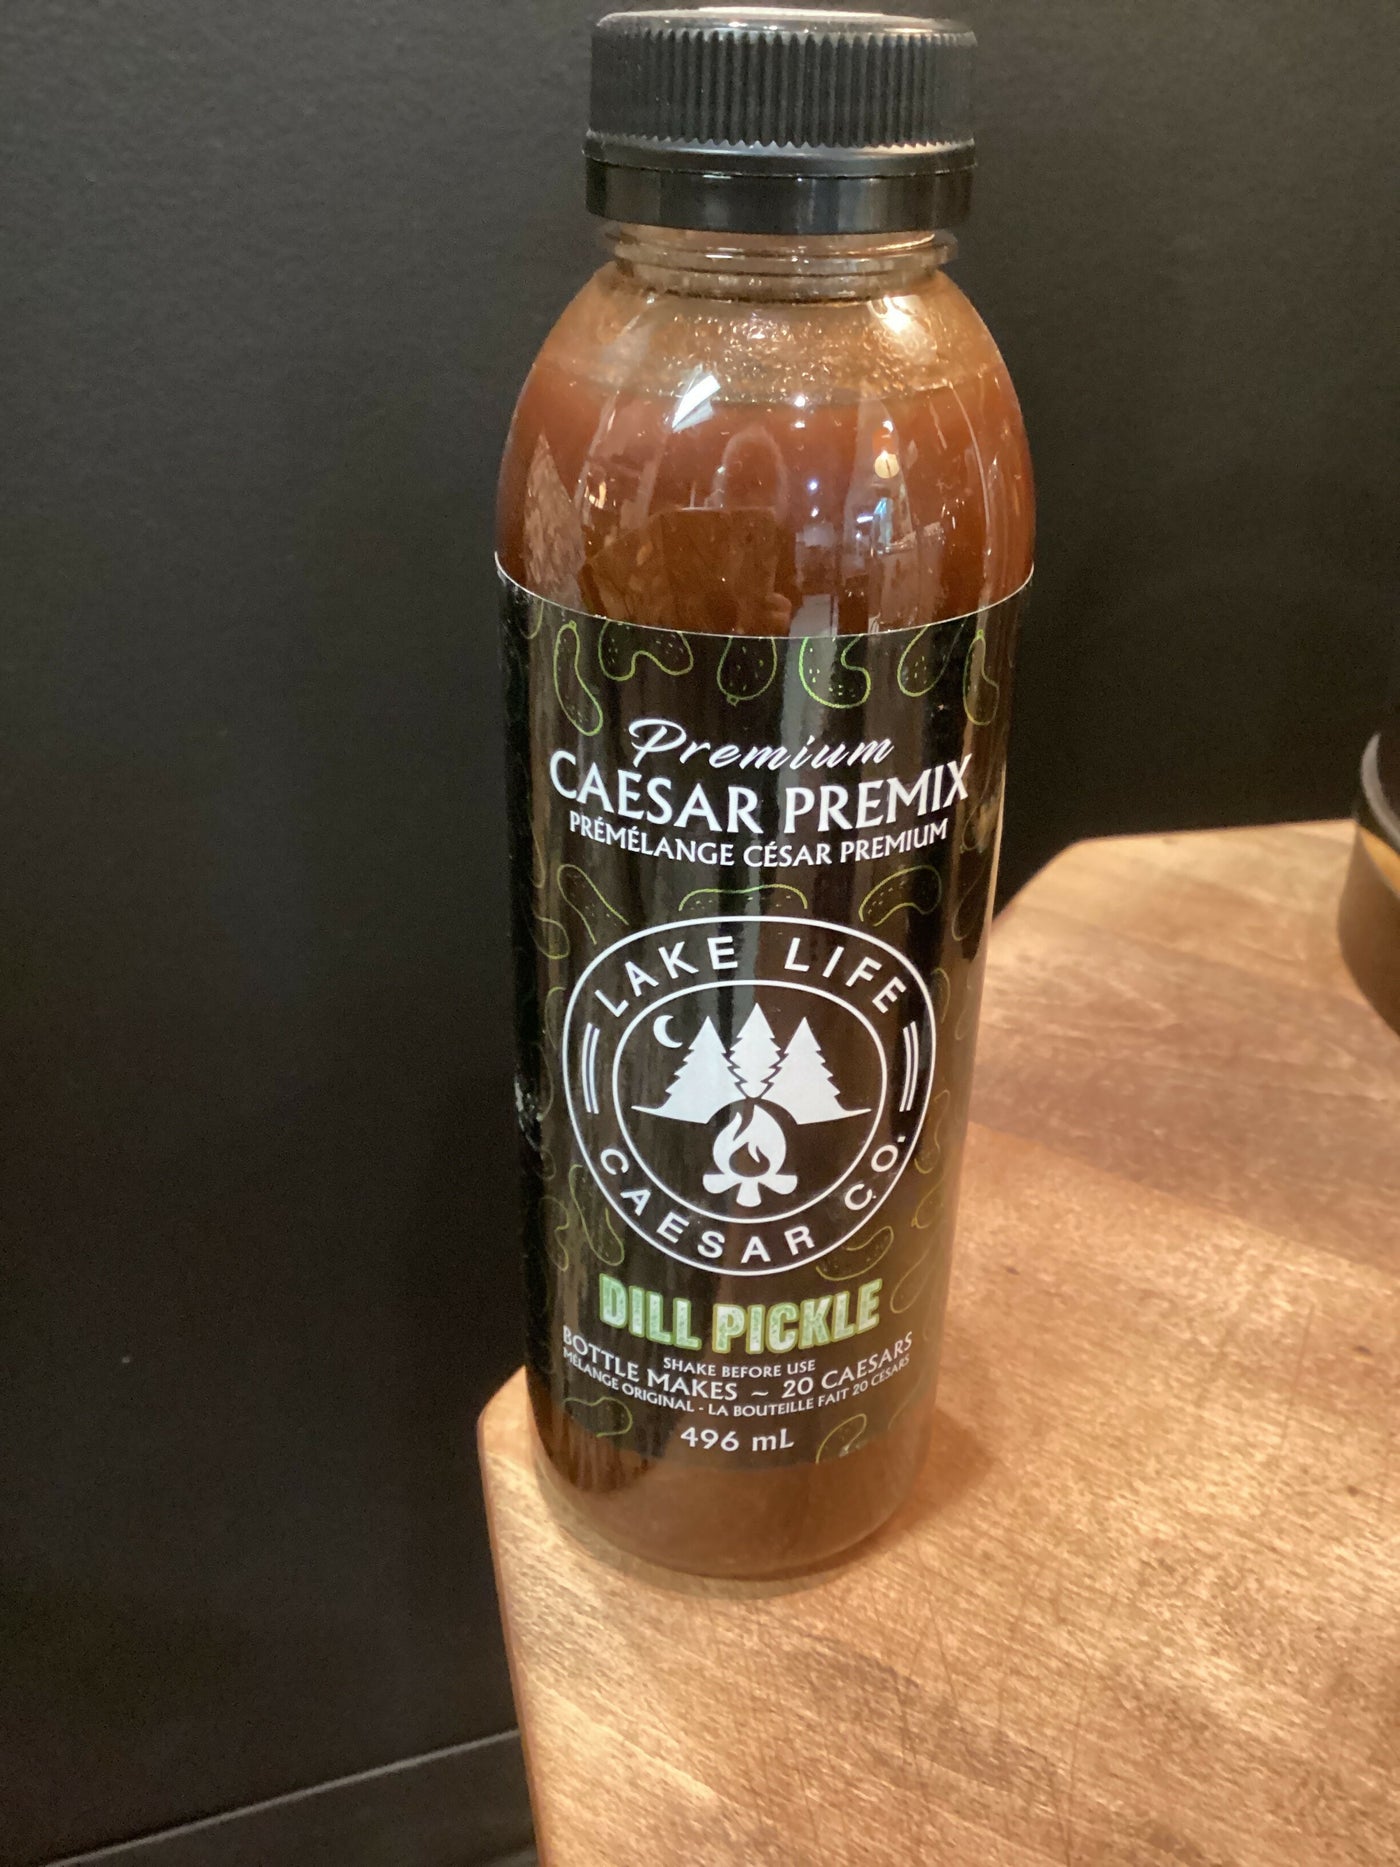 Premium
CAESAR PREMIX
PRÉMÉLANGE CÉSAR PREMIUM
LAKE LIFE
CAESAR CO.
DILL PICKLE
SHAKE BEFORE USE
BOTTLE MAKES ~ 20 CAESARS
MÉLANGE ORIGINAL - LA BOUTEILLE FAIT 20 CÉSARS
496 mL